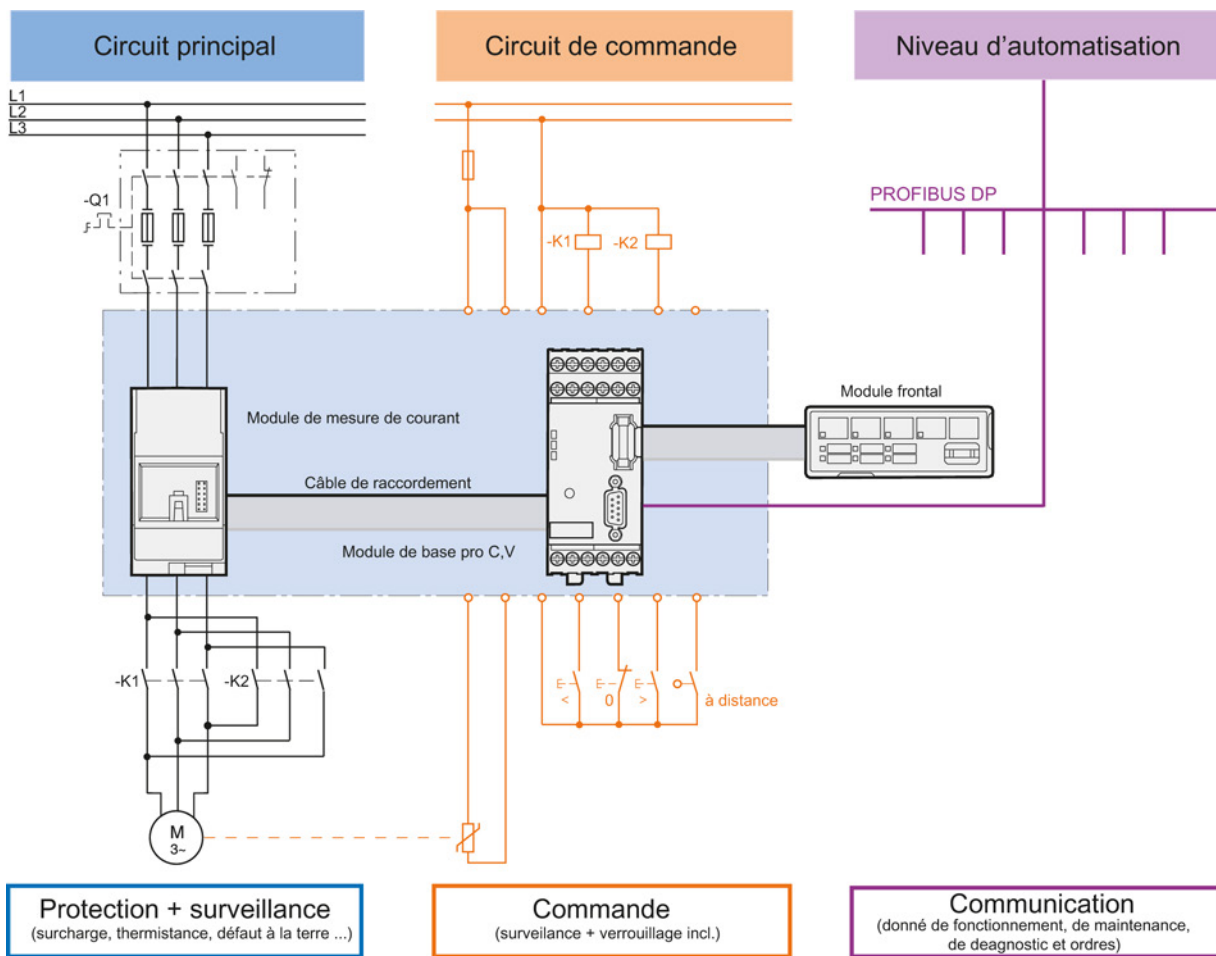 Circuit principal
Circuit de commande
Niveau d'automatisation
L1
L2
L3
-Q1
-K1
-K2
PROFIBUS DP
Module de mesure de courant
Module frontal
Câble de raccordement
Module de base pro C,V
-K1
-K2
<
0
>
à distance
M
3~
Protection + surveillance
(surcharge, thermistance, défaut à la terre ...)
Commande
(surveilance + verrouillage incl.)
Communication
(donné de fonctionnement, de maintenance,
de deagnostic et ordres)